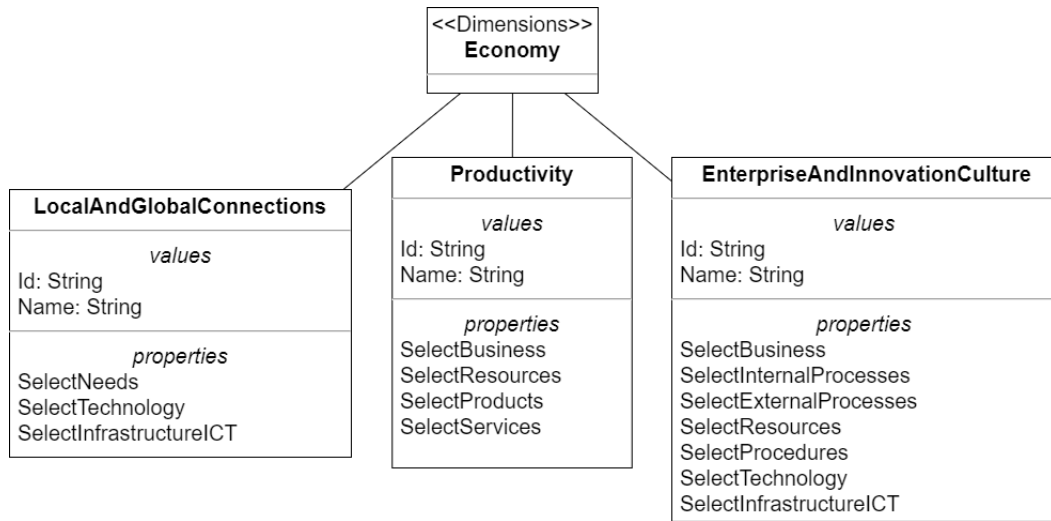 <<Dimensions>>
Economy
LocalAndGlobalConnections
values
Id: String
Name: String
properties
SelectNeeds
SelectTechnology
SelectInfrastructureICT
Productivity
values
Id: String
Name: String
properties
SelectBusiness
SelectResources
SelectProducts
SelectServices
EnterpriseAndInnovationCulture
values
Id: String
Name: String
properties
SelectBusiness
SelectInternalProcesses
SelectExternalProcesses
SelectResources
SelectProcedures
SelectTechnology
SelectInfrastructureICT